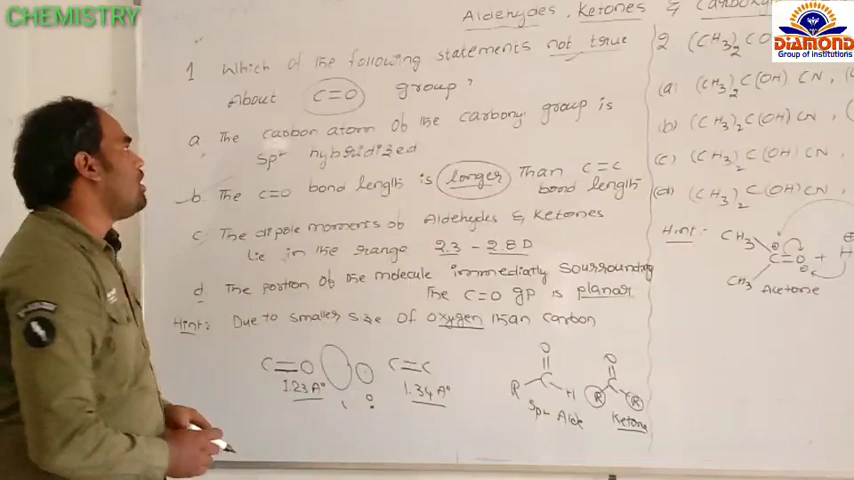 CHEMISTRY
DIAMOND
Group of institutions
Aldehydes, Ketones & Carboxy
1 Which of the following statements not true
About C=O group?
a The carbon atom of the carbony group is
Sp² hybridized
b. The C=O bond length is longer Than C=C
bond length
c. The dipole moments of Aldehydes & Ketones
Lie in the range 2.3 - 2.8 D
d The portion of the molecule immediatly sourrounding
The C=O gp is planar
Hint: Due to smaller size of oxygen than carbon
C=O C=C
1.23 A° 1.34 A°
O O
R C H C
Sp² Alde R R
Ketone
2. (CH3)2 CO
(a) (CH3)2 C(OH) CN,
(b) (CH3)2 C(OH) CN,
(c) (CH3)2 C(OH) CN,
(d) (CH3)2 C(OH) CN,
Hint:- CH3
C=O + H
CH3 Acetone